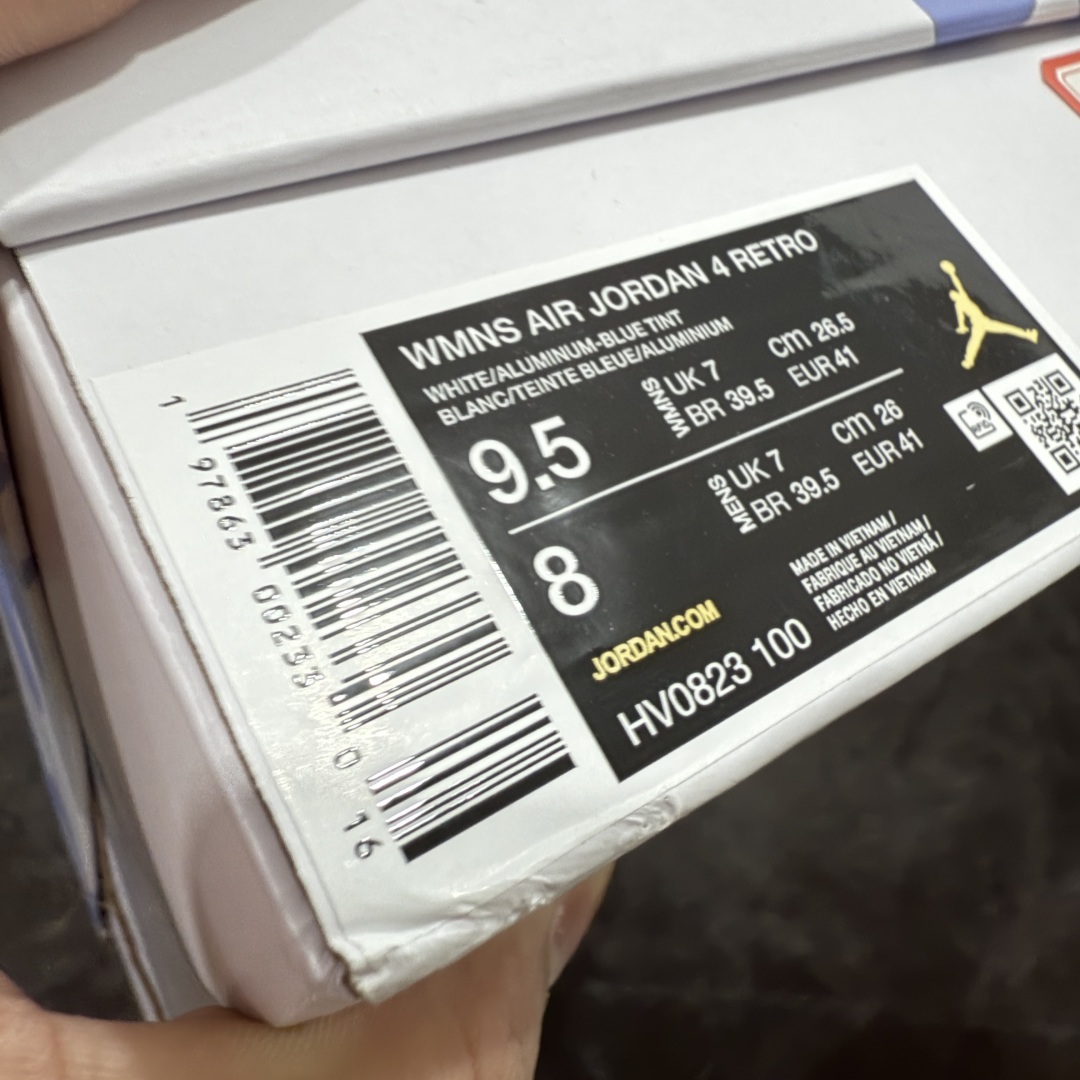 WMNS AIR JORDAN 4 RETRO
WHITE/ALUMINUM-BLUE TINT
BLANC/TEINTE BLEUE/ALUMINIUM
9.5
WMNS
UK 7
cm 26.5
BR 39.5
EUR 41
8
MENS
UK 7
cm 26
BR 39.5
EUR 41
MADE IN VIETNAM /
FABRIQUE AU VIETNAM /
FABRICADO NO VIETNÃ /
HECHO EN VIETNAM
JORDAN.COM
HV0823 100
1 97863 00233 0 16